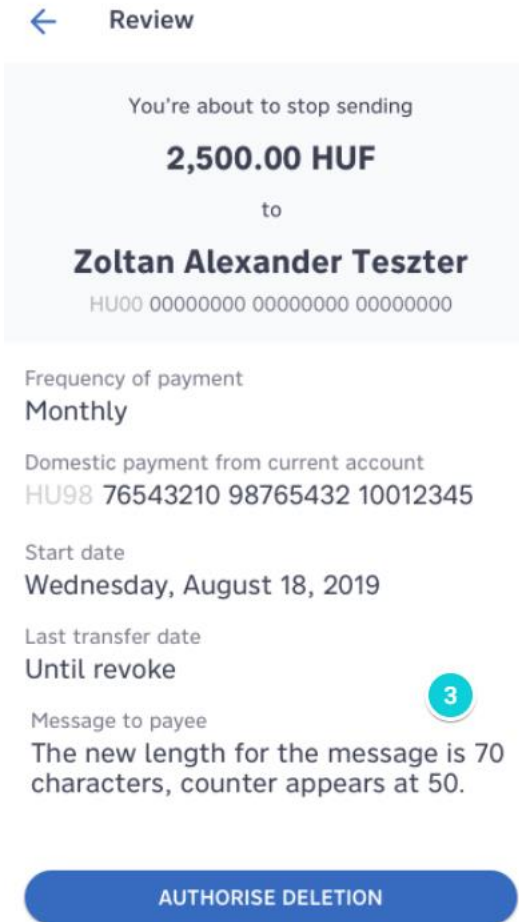 Review
You're about to stop sending
2,500.00 HUF
to
Zoltan Alexander Teszter
HU00 00000000 00000000 00000000
Frequency of payment
Monthly
Domestic payment from current account
HU98 76543210 98765432 10012345
Start date
Wednesday, August 18, 2019
Last transfer date
Until revoke
3
Message to payee
The new length for the message is 70
characters, counter appears at 50.
AUTHORISE DELETION